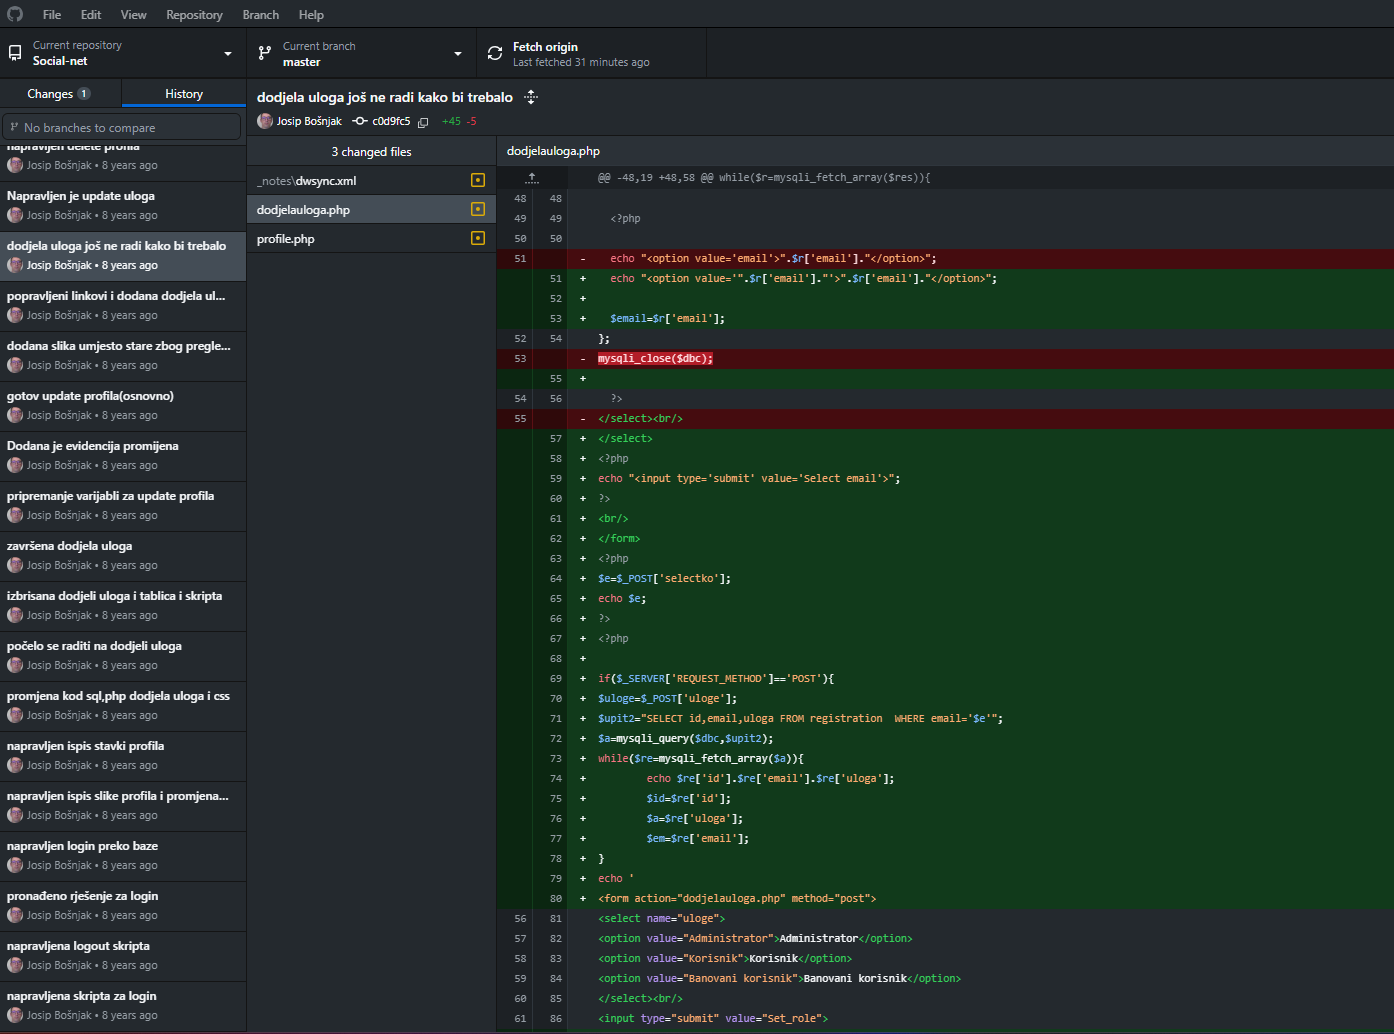 File Edit View Repository Branch Help
Current repository
Social-net
Current branch
master
Fetch origin
Last fetched 31 minutes ago
Changes 1
History
No branches to compare
napravljen delete profila
Josip Bošnjak • 8 years ago
Napravljen je update uloga
Josip Bošnjak • 8 years ago
dodjela uloga još ne radi kako bi trebalo
Josip Bošnjak • 8 years ago
popravljeni linkovi i dodana dodjela ul...
Josip Bošnjak • 8 years ago
dodana slika umjesto stare zbog pregle...
Josip Bošnjak • 8 years ago
gotov update profila(osnovno)
Josip Bošnjak • 8 years ago
Dodana je evidencija promijena
Josip Bošnjak • 8 years ago
pripremanje varijabli za update profila
Josip Bošnjak • 8 years ago
završena dodjela uloga
Josip Bošnjak • 8 years ago
izbrisana dodjeli uloga i tablica i skripta
Josip Bošnjak • 8 years ago
počelo se raditi na dodjeli uloga
Josip Bošnjak • 8 years ago
promjena kod sql,php dodjela uloga i css
Josip Bošnjak • 8 years ago
napravljen ispis stavki profila
Josip Bošnjak • 8 years ago
napravljen ispis slike profila i promjena...
Josip Bošnjak • 8 years ago
napravljen login preko baze
Josip Bošnjak • 8 years ago
pronađeno rješenje za login
Josip Bošnjak • 8 years ago
napravljena logout skripta
Josip Bošnjak • 8 years ago
napravljena skripta za login
Josip Bošnjak • 8 years ago
dodjela uloga još ne radi kako bi trebalo
Josip Bošnjak c0d9fc5 +45 -5
3 changed files
_notes\dwsync.xml
dodjelauloga.php
profile.php
dodjelauloga.php
@@ -48,19 +48,58 @@ while($r=mysqli_fetch_array($res)){
48 48
49 49 <?php
50 50
51 - echo "<option value='email'>".$r['email']."</option>";
51 + echo "<option value='".$r['email']."'>".$r['email']."</option>";
52 +
53 + $email=$r['email'];
52 54 };
53 - mysqli_close($dbc);
55 +
54 56 ?>
55 - </select><br/>
57 + </select>
58 + <?php
59 + echo "<input type='submit' value='Select email'>";
60 + ?>
61 + <br/>
62 + </form>
63 + <?php
64 + $e=$_POST['selectko'];
65 + echo $e;
66 + ?>
67 + <?php
68 +
69 + if($_SERVER['REQUEST_METHOD']=='POST'){
70 + $uloge=$_POST['uloge'];
71 + $upit2="SELECT id,email,uloga FROM registration  WHERE email='$e'";
72 + $a=mysqli_query($dbc,$upit2);
73 + while($re=mysqli_fetch_array($a)){
74 + echo $re['id'].$re['email'].$re['uloga'];
75 + $id=$re['id'];
76 + $a=$re['uloga'];
77 + $em=$re['email'];
78 + }
79 + echo '
80 + <form action="dodjelauloga.php" method="post">
56 81 <select name="uloge">
57 82 <option value="Administrator">Administrator</option>
58 83 <option value="Korisnik">Korisnik</option>
59 84 <option value="Banovani korisnik">Banovani korisnik</option>
60 85 </select><br/>
61 86 <input type="submit" value="Set_role">